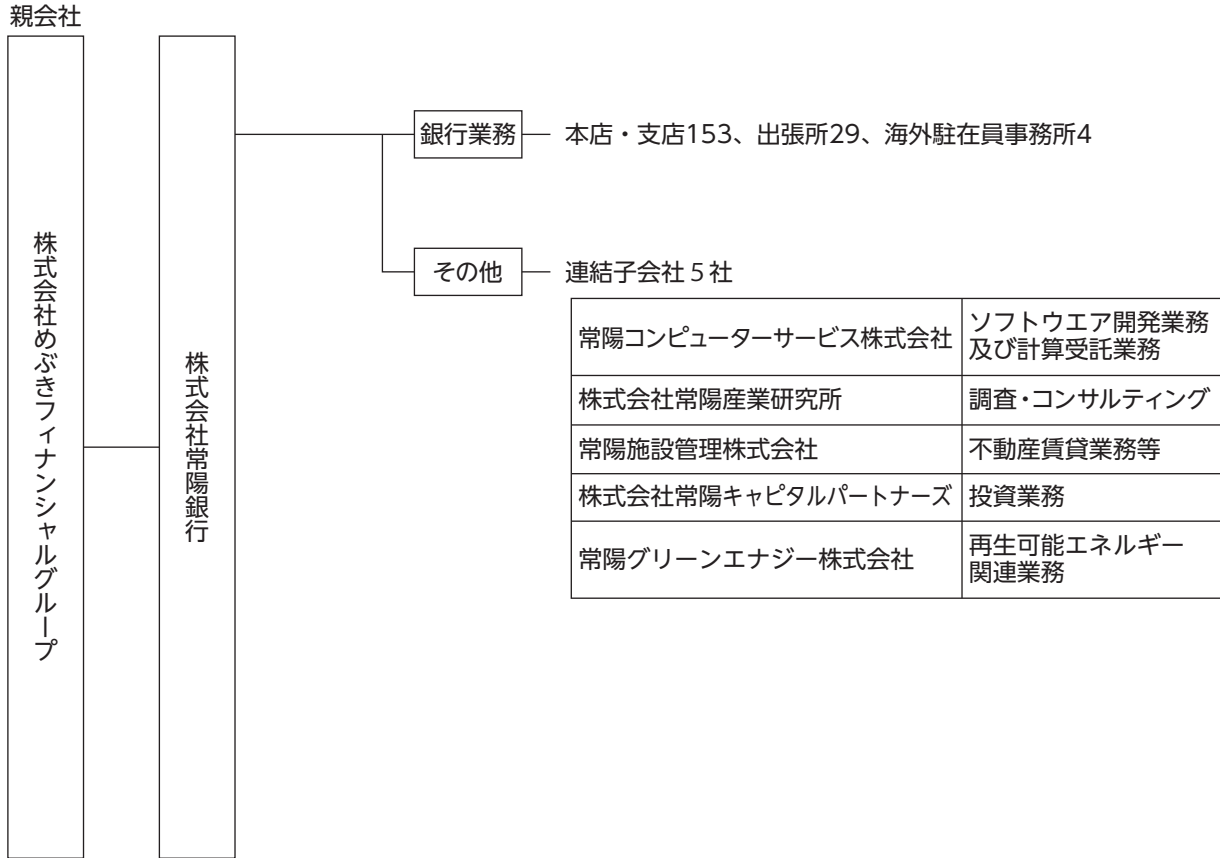 親会社
株式会社めぶきフィナンシャルグループ
株式会社常陽銀行
銀行業務
本店・支店153、出張所29、海外駐在員事務所4
その他
連結子会社5社
常陽コンピューターサービス株式会社
ソフトウエア開発業務
及び計算受託業務
株式会社常陽産業研究所
調査・コンサルティング
常陽施設管理株式会社
不動産賃貸業務等
株式会社常陽キャピタルパートナーズ
投資業務
常陽グリーンエナジー株式会社
再生可能エネルギー
関連業務